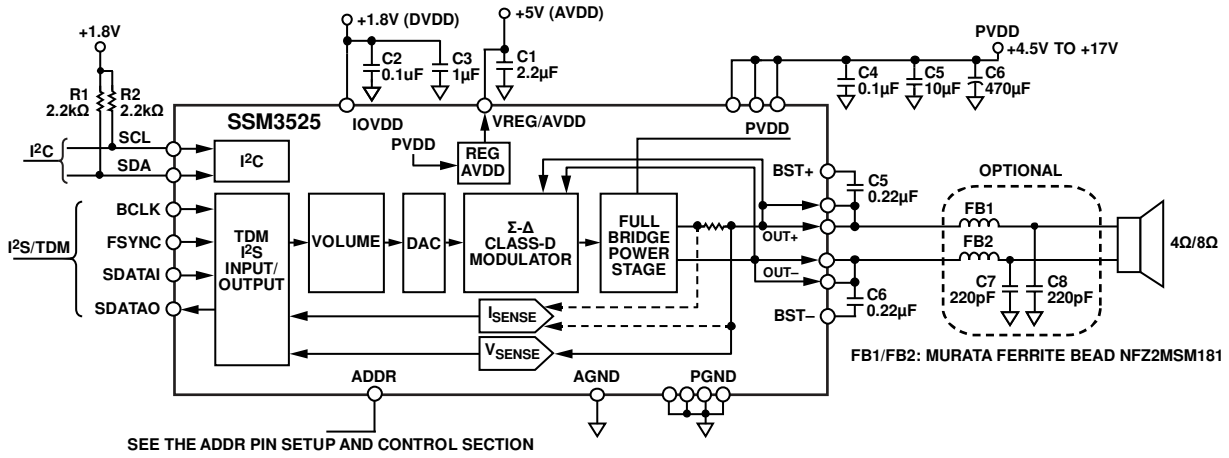 +1.8V
+1.8V (DVDD)
+5V (AVDD)
PVDD
+4.5V TO +17V
C2
0.1uF
C3
1µF
C1
2.2µF
C4
0.1µF
C5
10µF
C6
470µF
R1
2.2kΩ
R2
2.2kΩ
SSM3525
IOVDD
VREG/AVDD
PVDD
REG
AVDD
PVDD
I²C
SCL
SDA
I²C
BST+
C5
0.22µF
OPTIONAL
I²S/TDM
BCLK
FSYNC
SDATAI
SDATAO
TDM
I²S
INPUT/
OUTPUT
VOLUME
DAC
Σ-Δ
CLASS-D
MODULATOR
FULL
BRIDGE
POWER
STAGE
OUT+
OUT–
FB1
FB2
4Ω/8Ω
C6
0.22µF
C7
220pF
C8
220pF
BST–
ISENSE
VSENSE
FB1/FB2: MURATA FERRITE BEAD NFZ2MSM181
ADDR
AGND
PGND
SEE THE ADDR PIN SETUP AND CONTROL SECTION